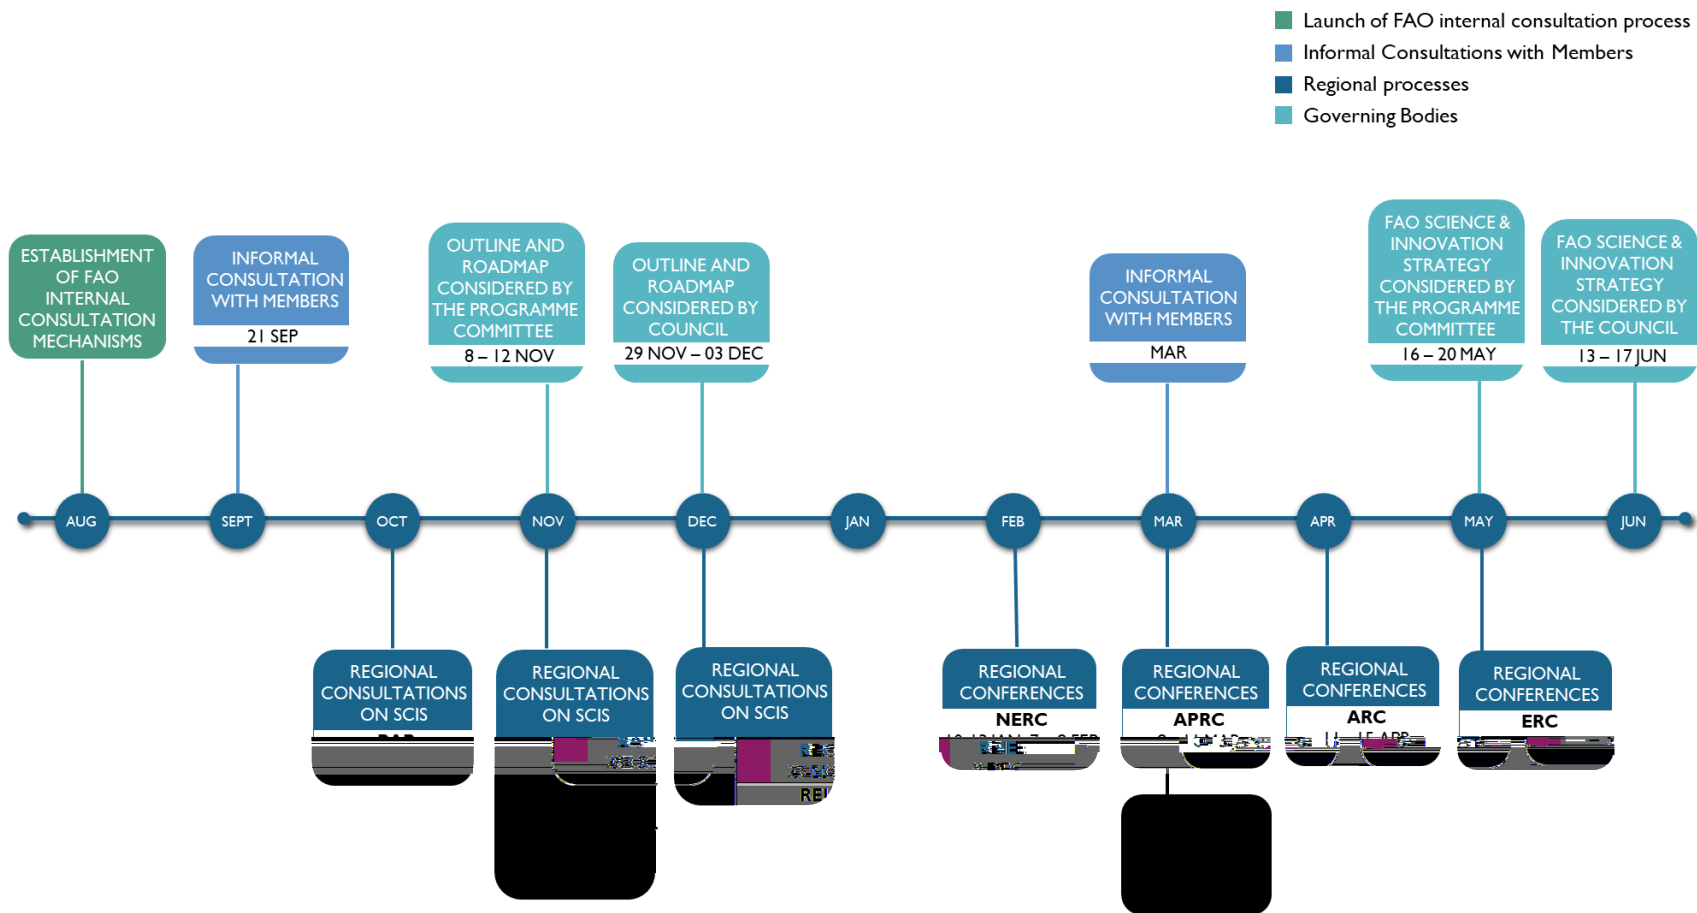 Launch of FAO internal consultation process
Informal Consultations with Members
Regional processes
Governing Bodies
ESTABLISHMENT
OF FAO
INTERNAL
CONSULTATION
MECHANISMS
INFORMAL
CONSULTATION
WITH MEMBERS
21 SEP
OUTLINE AND
ROADMAP
CONSIDERED BY
THE PROGRAMME
COMMITTEE
8 – 12 NOV
OUTLINE AND
ROADMAP
CONSIDERED BY
COUNCIL
29 NOV – 03 DEC
INFORMAL
CONSULTATION
WITH MEMBERS
MAR
FAO SCIENCE &
INNOVATION
STRATEGY
CONSIDERED BY
THE PROGRAMME
COMMITTEE
16 – 20 MAY
FAO SCIENCE &
INNOVATION
STRATEGY
CONSIDERED BY
THE COUNCIL
13 – 17 JUN
AUG
SEPT
OCT
NOV
DEC
JAN
FEB
MAR
APR
MAY
JUN
REGIONAL
CONSULTATIONS
ON SCIS
REGIONAL
CONSULTATIONS
ON SCIS
REGIONAL
CONSULTATIONS
ON SCIS
REGIONAL
CONFERENCES
NERC
REGIONAL
CONFERENCES
APRC
REGIONAL
CONFERENCES
ARC
REGIONAL
CONFERENCES
ERC